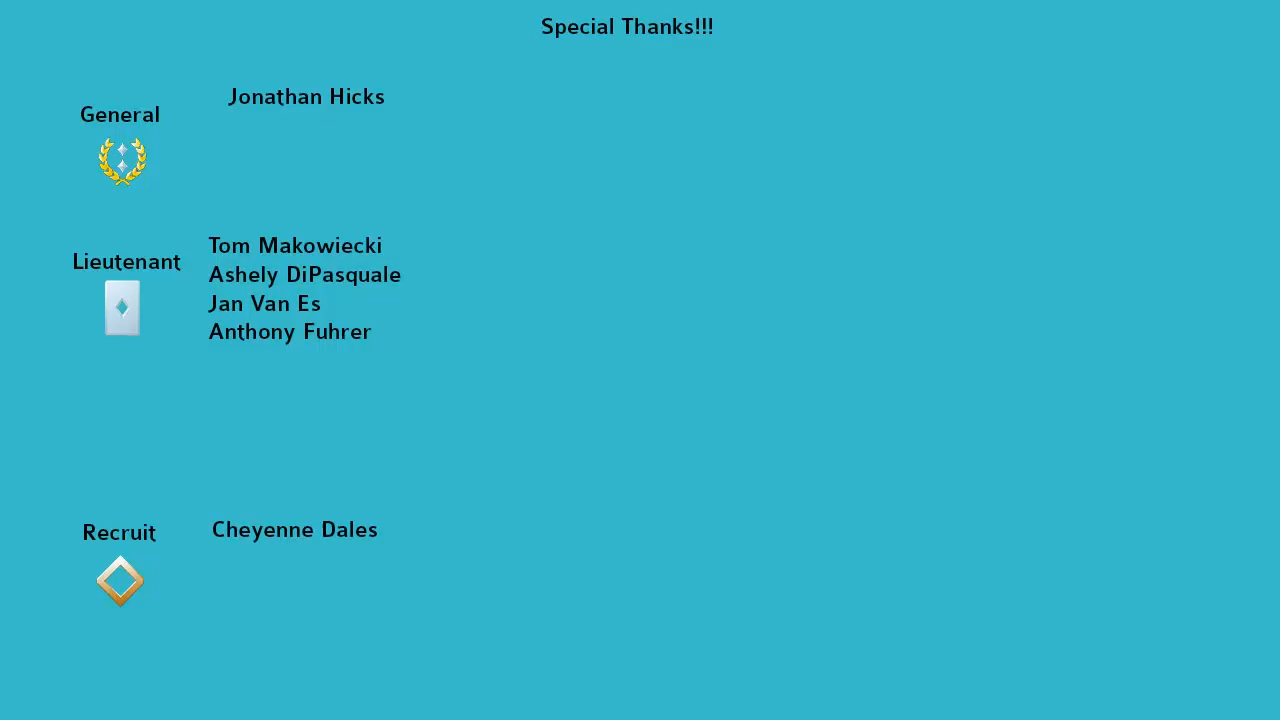 Special Thanks!!!
General
Jonathan Hicks
Lieutenant
Tom Makowiecki
Ashely DiPasquale
Jan Van Es
Anthony Fuhrer
Recruit
Cheyenne Dales